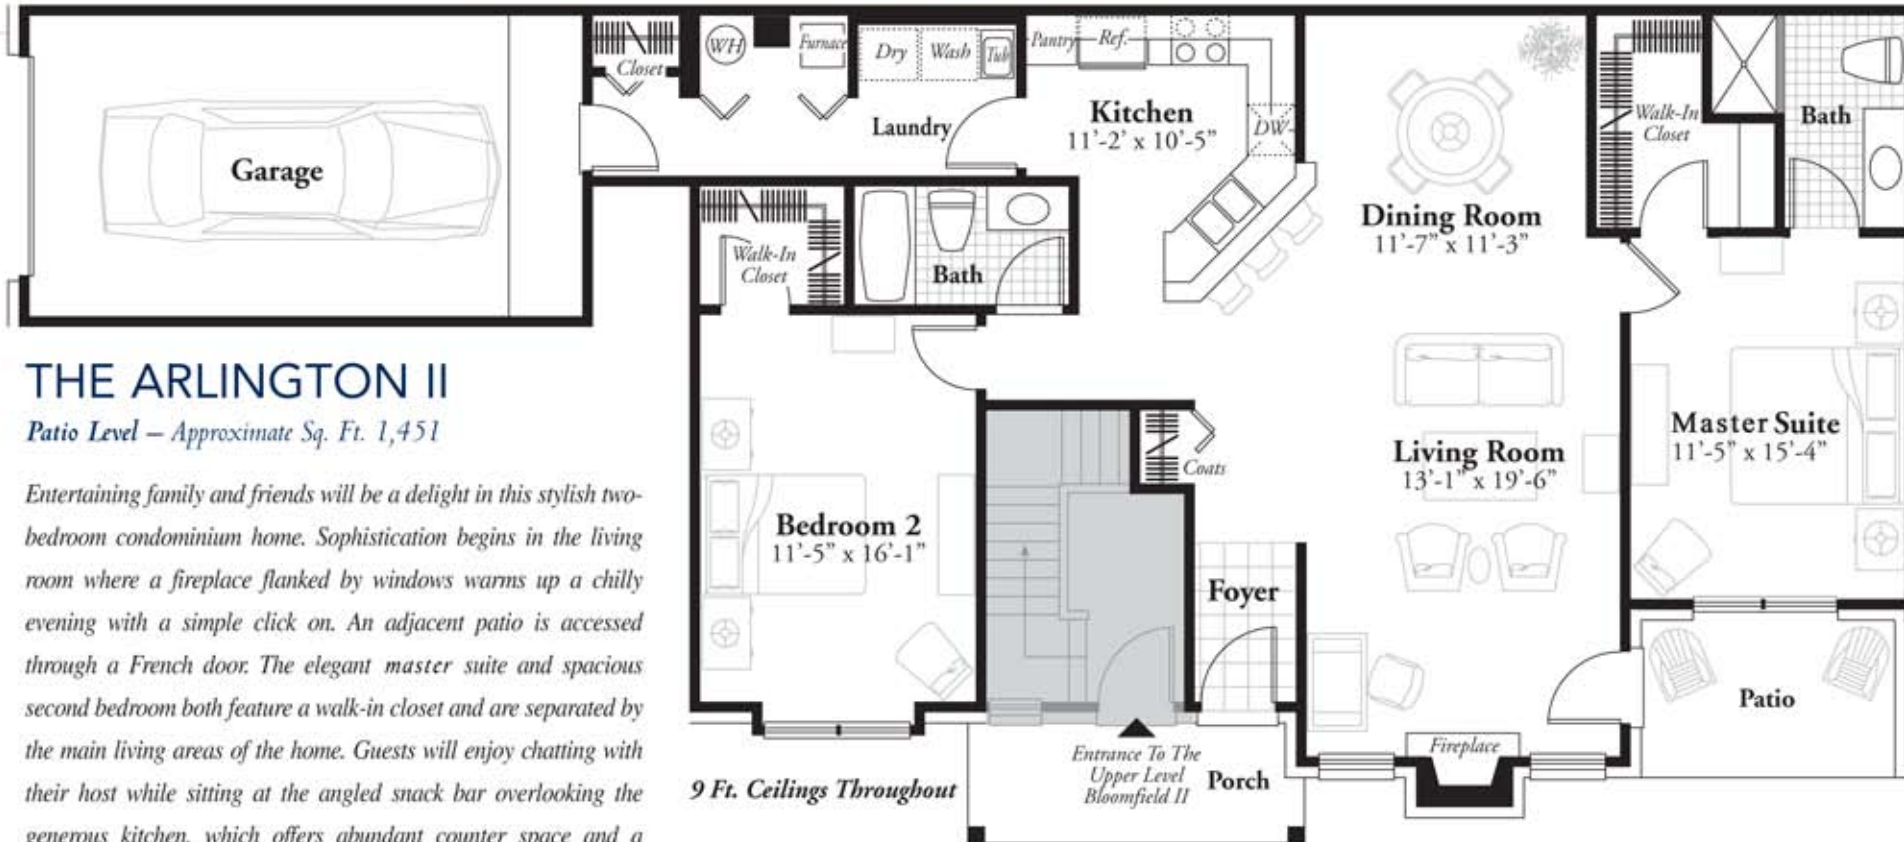 Garage
Closet
WH
Furnace
Dry
Wash
Tub
Laundry
Pantry
Ref.
Kitchen
11'-2' x 10'-5”
DW
Dining Room
11'-7” x 11'-3”
Walk-In
Closet
Bath
Walk-In
Closet
Bath
THE ARLINGTON II
Patio Level – Approximate Sq. Ft. 1,451
Entertaining family and friends will be a delight in this stylish two-
bedroom condominium home. Sophistication begins in the living
room where a fireplace flanked by windows warms up a chilly
evening with a simple click on. An adjacent patio is accessed
through a French door. The elegant master suite and spacious
second bedroom both feature a walk-in closet and are separated by
the main living areas of the home. Guests will enjoy chatting with
their host while sitting at the angled snack bar overlooking the
generous kitchen, which offers abundant counter space and a
Coats
Living Room
13'-1” x 19'-6”
Master Suite
11'-5” x 15'-4”
Bedroom 2
11'-5” x 16'-1”
Foyer
Patio
Fireplace
9 Ft. Ceilings Throughout
Entrance To The
Upper Level
Bloomfield II
Porch